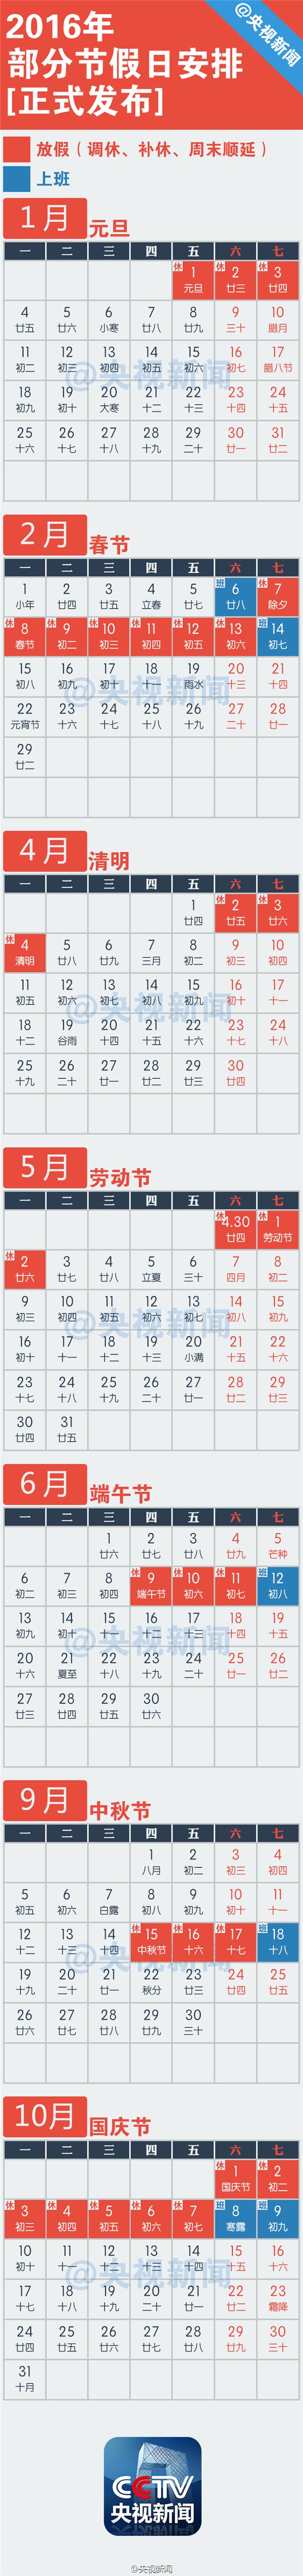 @央视新闻
2016年
部分节假日安排
[正式发布]
放假（调休、补休、周末顺延）
上班
1月 元旦
一 二 三 四 五 六 七
休 1 休 2 休 3
元旦 廿三 廿四
4 5 6 7 8 9 10
廿五 廿六 小寒 廿八 廿九 三十 腊月
11 12 13 14 15 16 17
初二 初三 初四 初五 初六 初七 腊八节
@央视新闻
18 19 20 21 22 23 24
初九 初十 大寒 十二 十三 十四 十五
25 26 27 28 29 30 31
十六 十七 十八 十九 二十 廿一 廿二
2月 春节
一 二 三 四 五 六 七
1 2 3 4 5 班 6 休 7
小年 廿四 廿五 立春 廿七 廿八 除夕
休 8 休 9 休 10 休 11 休 12 休 13 班 14
春节 初二 初三 初四 初五 初六 初七
15 16 17 18 19 20 21
初八 初九 初十 十一 雨水 十三 十四
@央视新闻
22 23 24 25 26 27 28
元宵节 十六 十七 十八 十九 二十 廿一
29
廿二
4月 清明
一 二 三 四 五 六 七
1 休 2 休 3
廿四 廿五 廿六
休 4 5 6 7 8 9 10
清明 廿八 廿九 三月 初二 初三 初四
11 12 13 14 15 16 17
初五 初六 初七 初八 初九 初十 十一
@央视新闻
18 19 20 21 22 23 24
十二 谷雨 十四 十五 十六 十七 十八
25 26 27 28 29 30
十九 二十 廿一 廿二 廿三 廿四
5月 劳动节
一 二 三 四 五 六 七
休 4.30 休 1
廿四 劳动节
休 2 3 4 5 6 7 8
廿六 廿七 廿八 立夏 三十 四月 初二
9 10 11 12 13 14 15
初三 初四 初五 初六 初七 初八 初九
@央视新闻
16 17 18 19 20 21 22
初十 十一 十二 十三 小满 十五 十六
23 24 25 26 27 28 29
十七 十八 十九 二十 廿一 廿二 廿三
30 31
廿四 廿五
6月 端午节
一 二 三 四 五 六 七
1 2 3 4 5
廿六 廿七 廿八 廿九 芒种
6 7 8 休 9 休 10 休 11 班 12
初二 初三 初四 端午节 初六 初七 初八
13 14 15 16 17 18 19
初九 初十 十一 十二 十三 十四 十五
@央视新闻
20 21 22 23 24 25 26
十六 夏至 十八 十九 二十 廿一 廿二
27 28 29 30
廿三 廿四 廿五 廿六
9月 中秋节
一 二 三 四 五 六 七
1 2 3 4
八月 初二 初三 初四
5 6 7 8 9 10 11
初五 初六 白露 初八 初九 初十 十一
12 13 14 休 15 休 16 休 17 班 18
十二 十三 十四 中秋节 十六 十七 十八
@央视新闻
19 20 21 22 23 24 25
十九 二十 廿一 秋分 廿三 廿四 廿五
26 27 28 29 30
廿六 廿七 廿八 廿九 三十
10月 国庆节
一 二 三 四 五 六 七
休 1 休 2
国庆节 初二
休 3 休 4 休 5 休 6 休 7 班 8 班 9
初三 初四 初五 初六 初七 寒露 初九
10 11 12 13 14 15 16
初十 十一 十二 十三 十四 十五 十六
@央视新闻
17 18 19 20 21 22 23
十七 十八 十九 二十 廿一 廿二 霜降
24 25 26 27 28 29 30
廿四 廿五 廿六 廿七 廿八 廿九 三十
31
十月
CCTV
央视新闻
@央视新闻